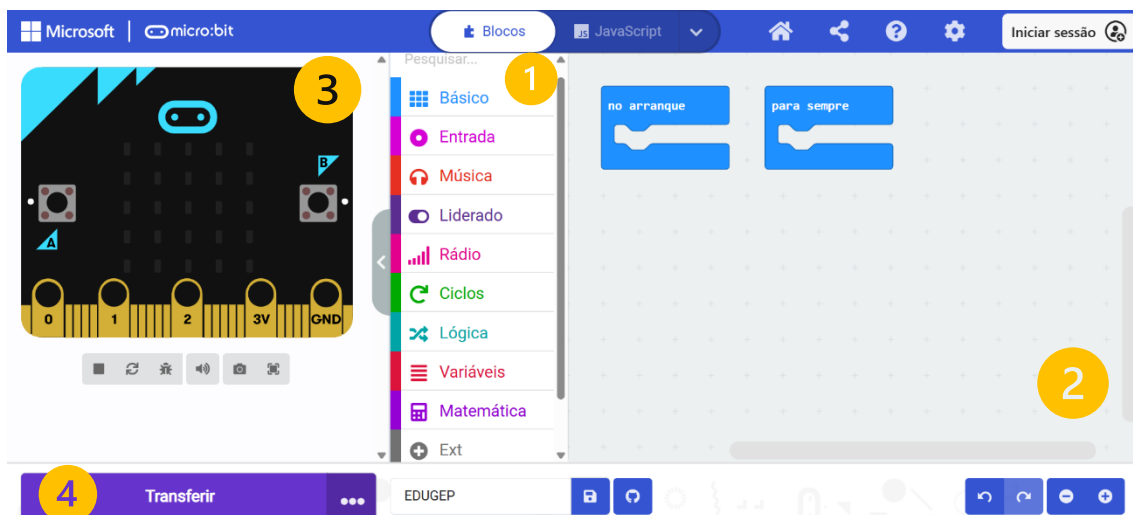 Microsoft | micro:bit
Blocos
JS JavaScript
Iniciar sessão
3
1
2
4
Pesquisar...
Básico
Entrada
Música
Liderado
Rádio
Ciclos
Lógica
Variáveis
Matemática
Ext
no arranque
para sempre
A
B
0 1 2 3V GND
Transferir
EDUGEP